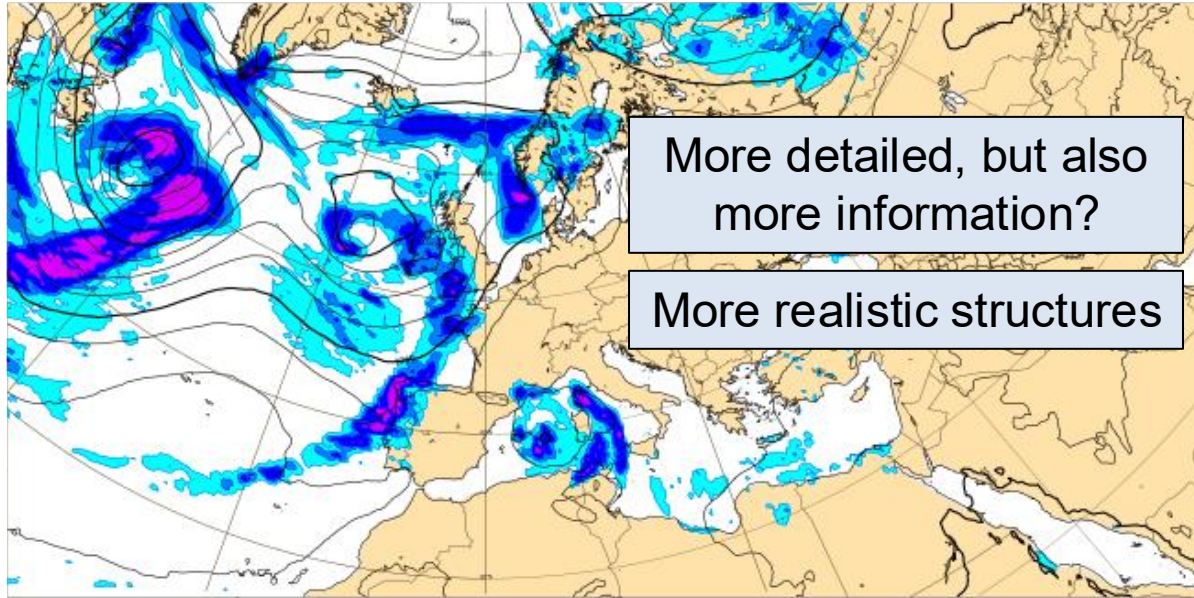 More detailed, but also
more information?
More realistic structures